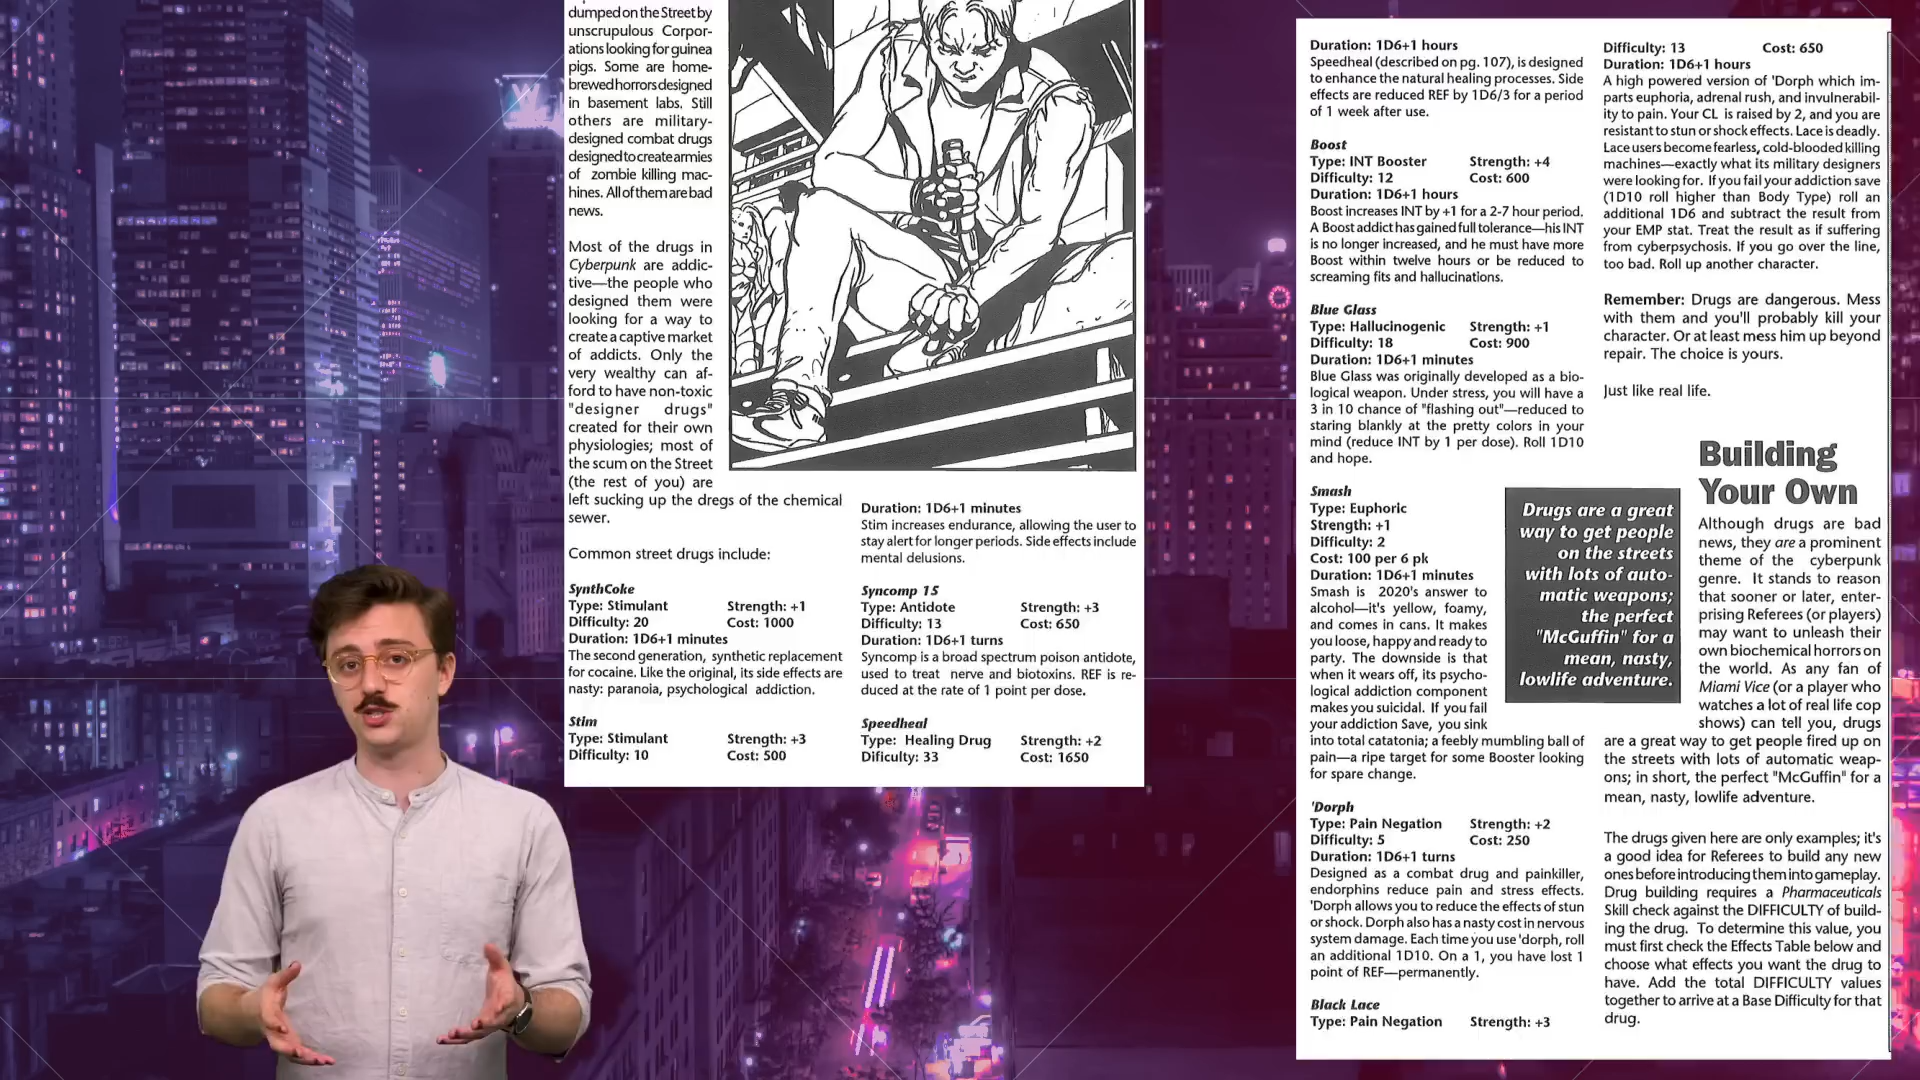 dumped on the Street by
unscrupulous Corpor-
ations looking for guinea
pigs. Some are home-
brewed horrors designed
in basement labs. Still
others are military-
designed combat drugs
designed to create armies
of zombie killing mac-
hines. All of them are bad
news.
Most of the drugs in
Cyberpunk are addic-
tive—the people who
designed them were
looking for a way to
create a captive market
of addicts. Only the
very wealthy can af-
ford to have non-toxic
"designer drugs"
created for their own
physiologies; most of
the scum on the Street
(the rest of you) are
left sucking up the dregs of the chemical
sewer.
Common street drugs include:
SynthCoke
Type: Stimulant Strength: +1
Difficulty: 20 Cost: 1000
Duration: 1D6+1 minutes
The second generation, synthetic replacement
for cocaine. Like the original, its side effects are
nasty: paranoia, psychological addiction.
Stim
Type: Stimulant Strength: +3
Difficulty: 10 Cost: 500
Duration: 1D6+1 minutes
Stim increases endurance, allowing the user to
stay alert for longer periods. Side effects include
mental delusions.
Syncomp 15
Type: Antidote Strength: +3
Difficulty: 13 Cost: 650
Duration: 1D6+1 turns
Syncomp is a broad spectrum poison antidote,
used to treat nerve and biotoxins. REF is re-
duced at the rate of 1 point per dose.
Speedheal
Type: Healing Drug Strength: +2
Dificulty: 33 Cost: 1650
Duration: 1D6+1 hours
Speedheal (described on pg. 107), is designed
to enhance the natural healing processes. Side
effects are reduced REF by 1D6/3 for a period
of 1 week after use.
Boost
Type: INT Booster Strength: +4
Difficulty: 12 Cost: 600
Duration: 1D6+1 hours
Boost increases INT by +1 for a 2-7 hour period.
A Boost addict has gained full tolerance—his INT
is no longer increased, and he must have more
Boost within twelve hours or be reduced to
screaming fits and hallucinations.
Blue Glass
Type: Hallucinogenic Strength: +1
Difficulty: 18 Cost: 900
Duration: 1D6+1 minutes
Blue Glass was originally developed as a bio-
logical weapon. Under stress, you will have a
3 in 10 chance of "flashing out"—reduced to
staring blankly at the pretty colors in your
mind (reduce INT by 1 per dose). Roll 1D10
and hope.
Smash
Type: Euphoric
Strength: +1
Difficulty: 2
Cost: 100 per 6 pk
Duration: 1D6+1 minutes
Smash is 2020's answer to
alcohol—it's yellow, foamy,
and comes in cans. It makes
you loose, happy and ready to
party. The downside is that
when it wears off, its psycho-
logical addiction component
makes you suicidal. If you fail
your addiction Save, you sink
into total catatonia; a feebly mumbling ball of
pain—a ripe target for some Booster looking
for spare change.
'Dorph
Type: Pain Negation Strength: +2
Difficulty: 5 Cost: 250
Duration: 1D6+1 turns
Designed as a combat drug and painkiller,
endorphins reduce pain and stress effects.
'Dorph allows you to reduce the effects of stun
or shock. Dorph also has a nasty cost in nervous
system damage. Each time you use 'dorph, roll
an additional 1D10. On a 1, you have lost 1
point of REF—permanently.
Black Lace
Type: Pain Negation Strength: +3
Difficulty: 13 Cost: 650
Duration: 1D6+1 hours
A high powered version of 'Dorph which im-
parts euphoria, adrenal rush, and invulnerabil-
ity to pain. Your CL is raised by 2, and you are
resistant to stun or shock effects. Lace is deadly.
Lace users become fearless, cold-blooded killing
machines—exactly what its military designers
were looking for. If you fail your addiction save
(1D10 roll higher than Body Type) roll an
additional 1D6 and subtract the result from
your EMP stat. Treat the result as if suffering
from cyberpsychosis. If you go over the line,
too bad. Roll up another character.
Remember: Drugs are dangerous. Mess
with them and you'll probably kill your
character. Or at least mess him up beyond
repair. The choice is yours.
Just like real life.
Drugs are a great
way to get people
on the streets
with lots of auto-
matic weapons;
the perfect
"McGuffin" for a
mean, nasty,
lowlife adventure.
Building
Your Own
Although drugs are bad
news, they are a prominent
theme of the cyberpunk
genre. It stands to reason
that sooner or later, enter-
prising Referees (or players)
may want to unleash their
own biochemical horrors on
the world. As any fan of
Miami Vice (or a player who
watches a lot of real life cop
shows) can tell you, drugs
are a great way to get people fired up on
the streets with lots of automatic weap-
ons; in short, the perfect "McGuffin" for a
mean, nasty, lowlife adventure.
The drugs given here are only examples; it's
a good idea for Referees to build any new
ones before introducing them into gameplay.
Drug building requires a Pharmaceuticals
Skill check against the DIFFICULTY of build-
ing the drug. To determine this value, you
must first check the Effects Table below and
choose what effects you want the drug to
have. Add the total DIFFICULTY values
together to arrive at a Base Difficulty for that
drug.